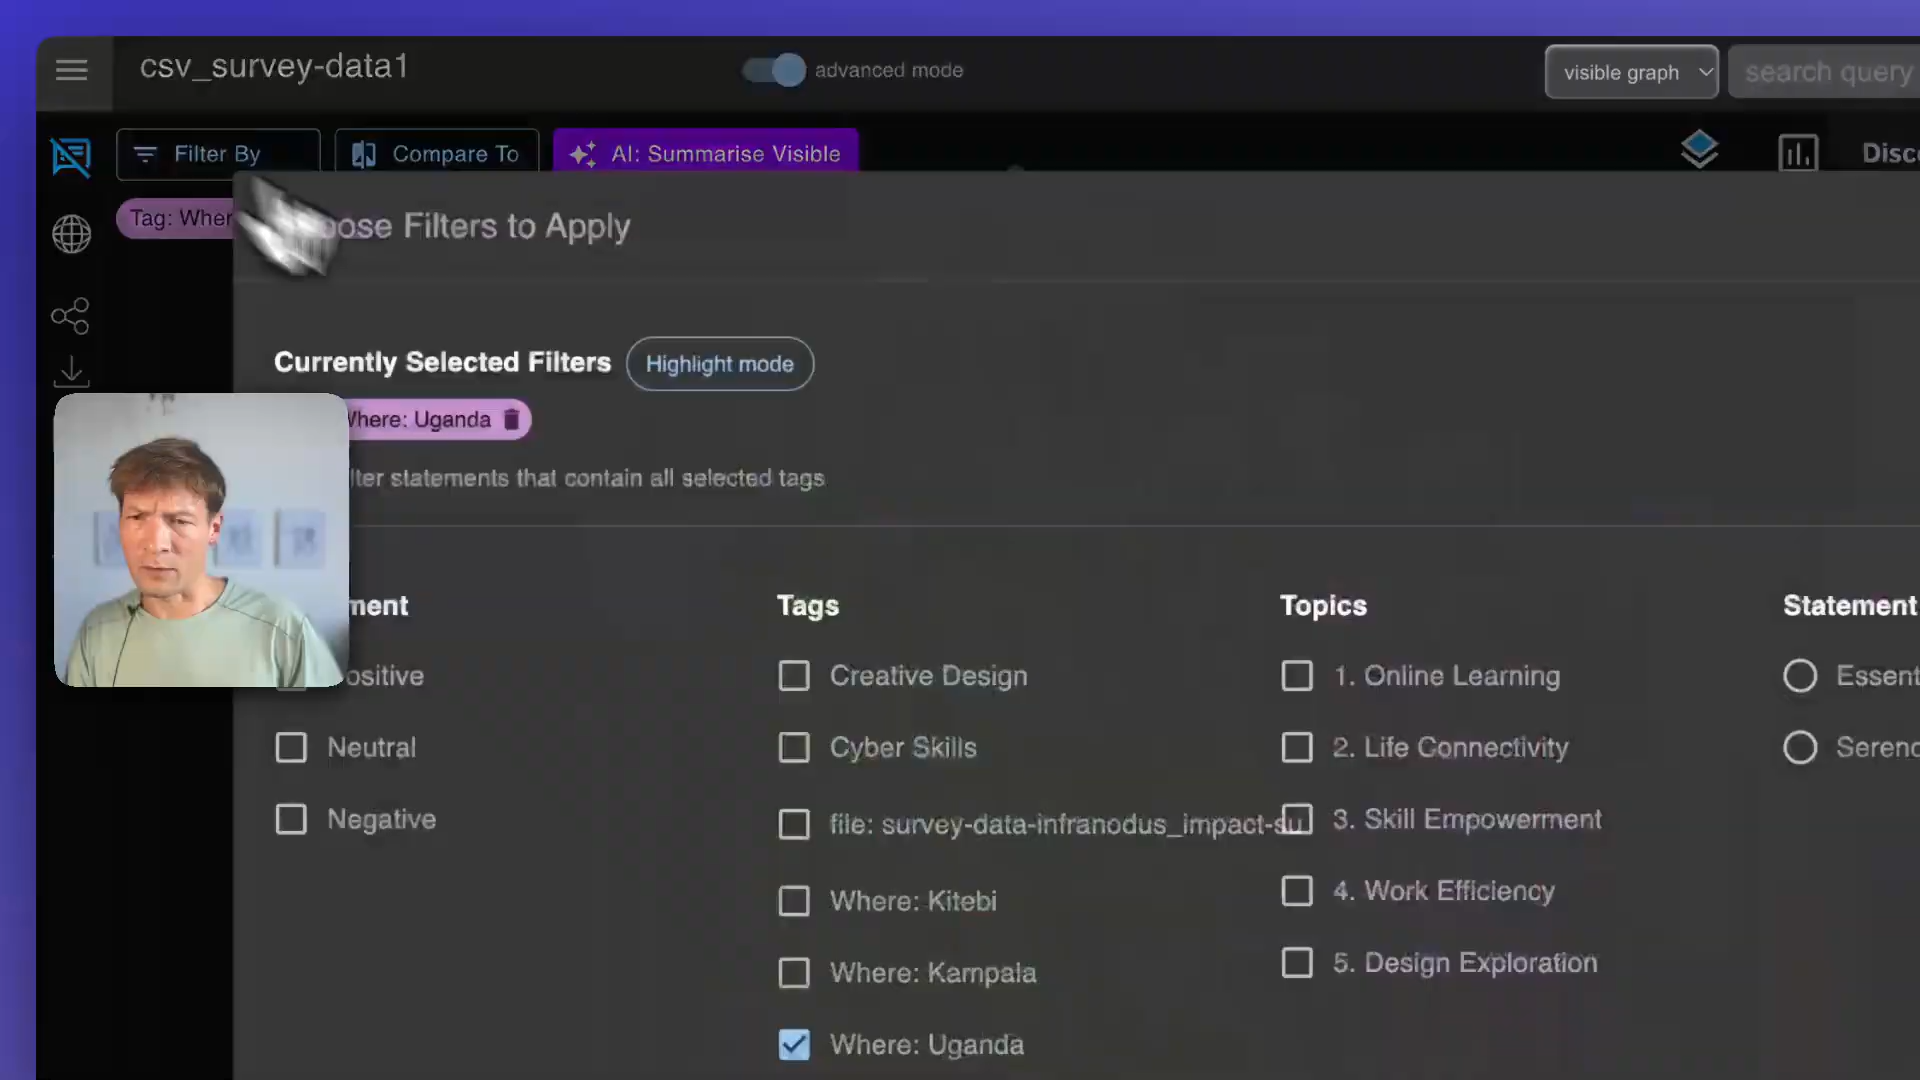 csv_survey-data1
advanced mode
visible graph
search query
Filter By
Compare To
AI: Summarise Visible
Disc
Tag: Wher
oose Filters to Apply
Currently Selected Filters
Highlight mode
Where: Uganda
lter statements that contain all selected tags
ment
ositive
Neutral
Negative
Tags
Creative Design
Cyber Skills
file: survey-data-infranodus_impact-su
Where: Kitebi
Where: Kampala
Where: Uganda
Topics
1. Online Learning
2. Life Connectivity
3. Skill Empowerment
4. Work Efficiency
5. Design Exploration
Statement
Essent
Seren